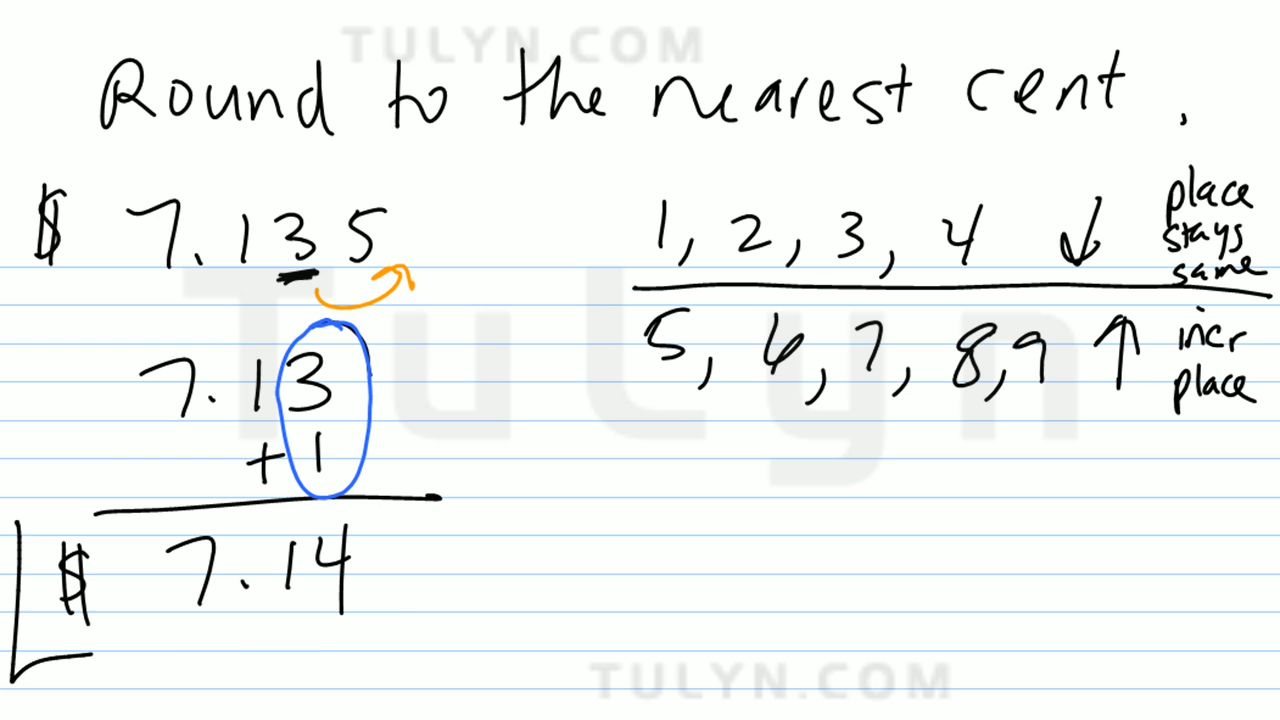 TULYN.COM
Round to the nearest cent.
$ 7.135
1, 2, 3, 4 ↓ place stays same
5, 6, 7, 8, 9 ↑ incr place
7.13
+ 1
$ 7.14
Tulyn
TULYN.COM